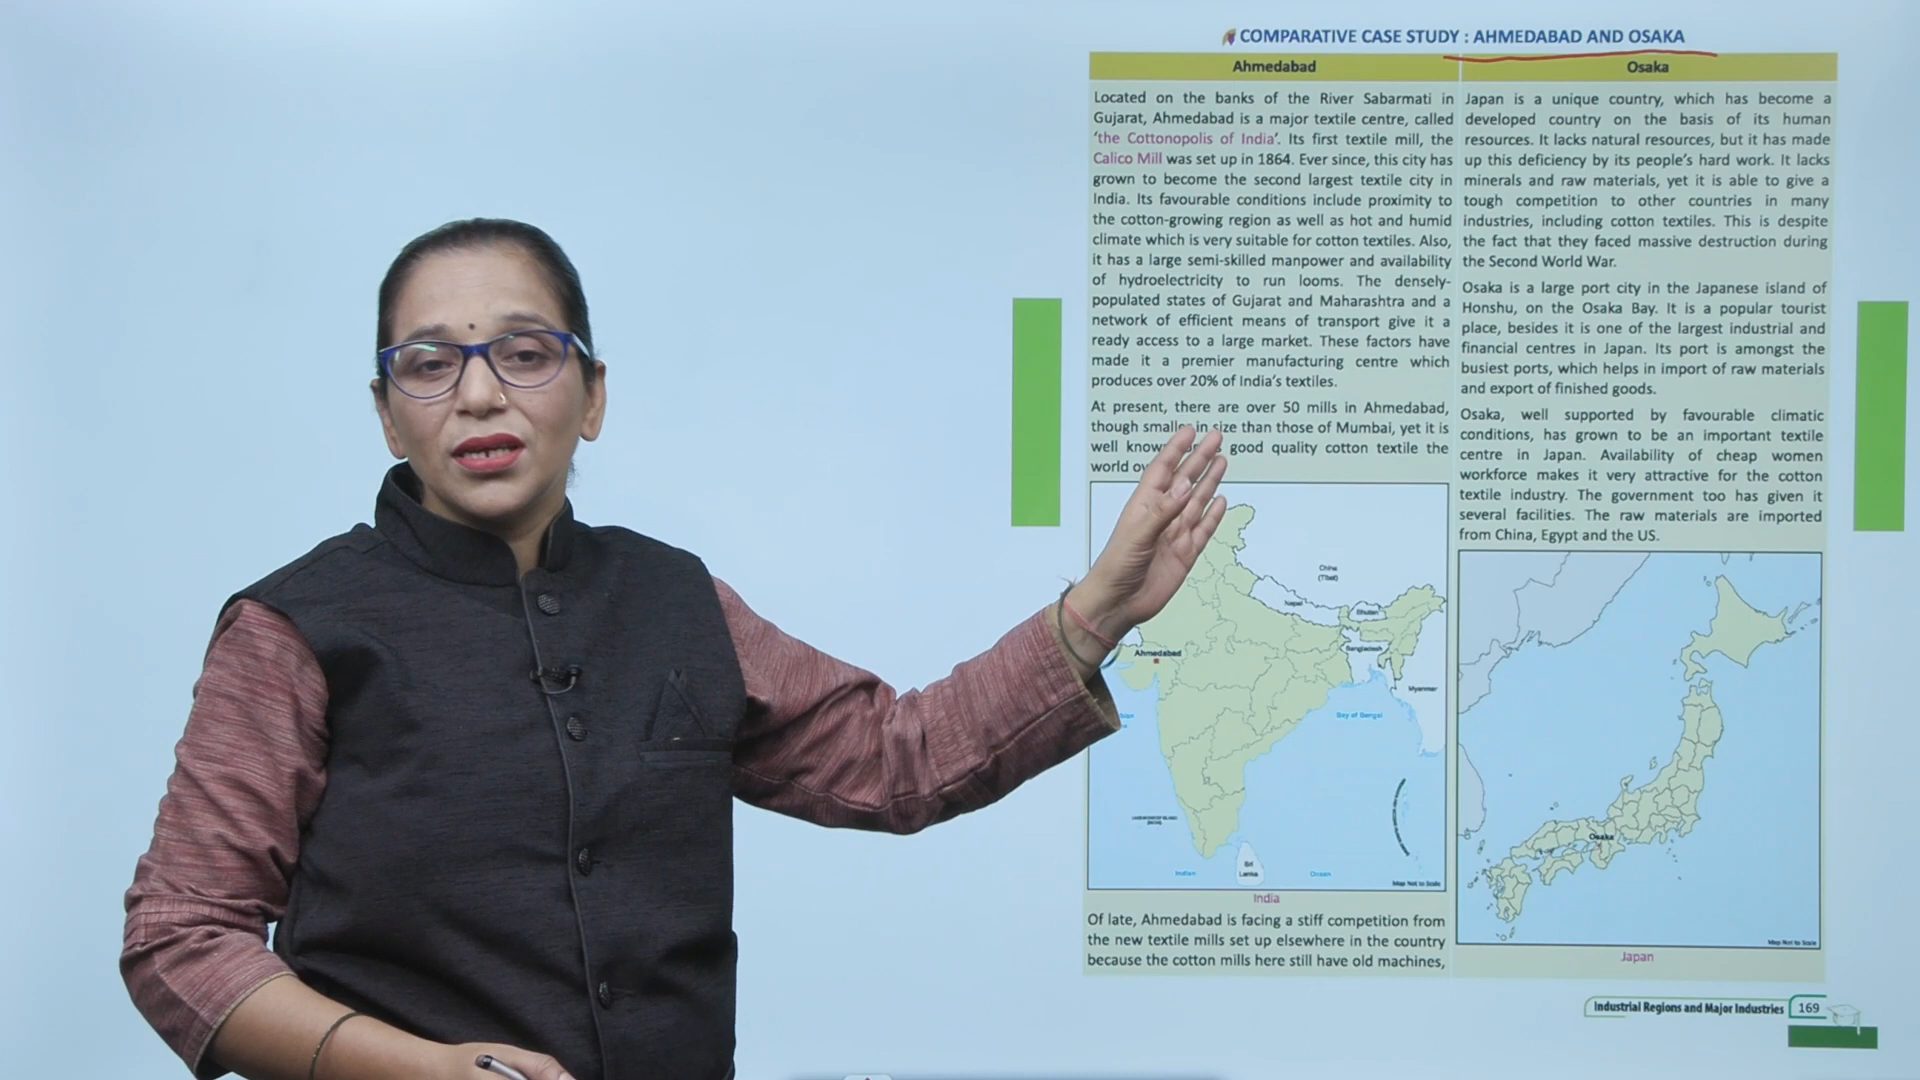 COMPARATIVE CASE STUDY : AHMEDABAD AND OSAKA
Ahmedabad
Located on the banks of the River Sabarmati in
Gujarat, Ahmedabad is a major textile centre, called
‘the Cottonopolis of India’. Its first textile mill, the
Calico Mill was set up in 1864. Ever since, this city has
grown to become the second largest textile city in
India. Its favourable conditions include proximity to
the cotton-growing region as well as hot and humid
climate which is very suitable for cotton textiles. Also,
it has a large semi-skilled manpower and availability
of hydroelectricity to run looms. The densely-
populated states of Gujarat and Maharashtra and a
network of efficient means of transport give it a
ready access to a large market. These factors have
made it a premier manufacturing centre which
produces over 20% of India’s textiles.
At present, there are over 50 mills in Ahmedabad,
though smaller in size than those of Mumbai, yet it is
well know good quality cotton textile the
world
China
(Tibet)
Nepal
Bhutan
Bangladesh
Ahmedabad
Myanmar
Bay of Bengal
Sri
Lanka
Indian
Ocean
Map Not to Scale
India
Of late, Ahmedabad is facing a stiff competition from
the new textile mills set up elsewhere in the country
because the cotton mills here still have old machines,
Osaka
Japan is a unique country, which has become a
developed country on the basis of its human
resources. It lacks natural resources, but it has made
up this deficiency by its people’s hard work. It lacks
minerals and raw materials, yet it is able to give a
tough competition to other countries in many
industries, including cotton textiles. This is despite
the fact that they faced massive destruction during
the Second World War.
Osaka is a large port city in the Japanese island of
Honshu, on the Osaka Bay. It is a popular tourist
place, besides it is one of the largest industrial and
financial centres in Japan. Its port is amongst the
busiest ports, which helps in import of raw materials
and export of finished goods.
Osaka, well supported by favourable climatic
conditions, has grown to be an important textile
centre in Japan. Availability of cheap women
workforce makes it very attractive for the cotton
textile industry. The government too has given it
several facilities. The raw materials are imported
from China, Egypt and the US.
Osaka
Map Not to Scale
Japan
Industrial Regions and Major Industries 169